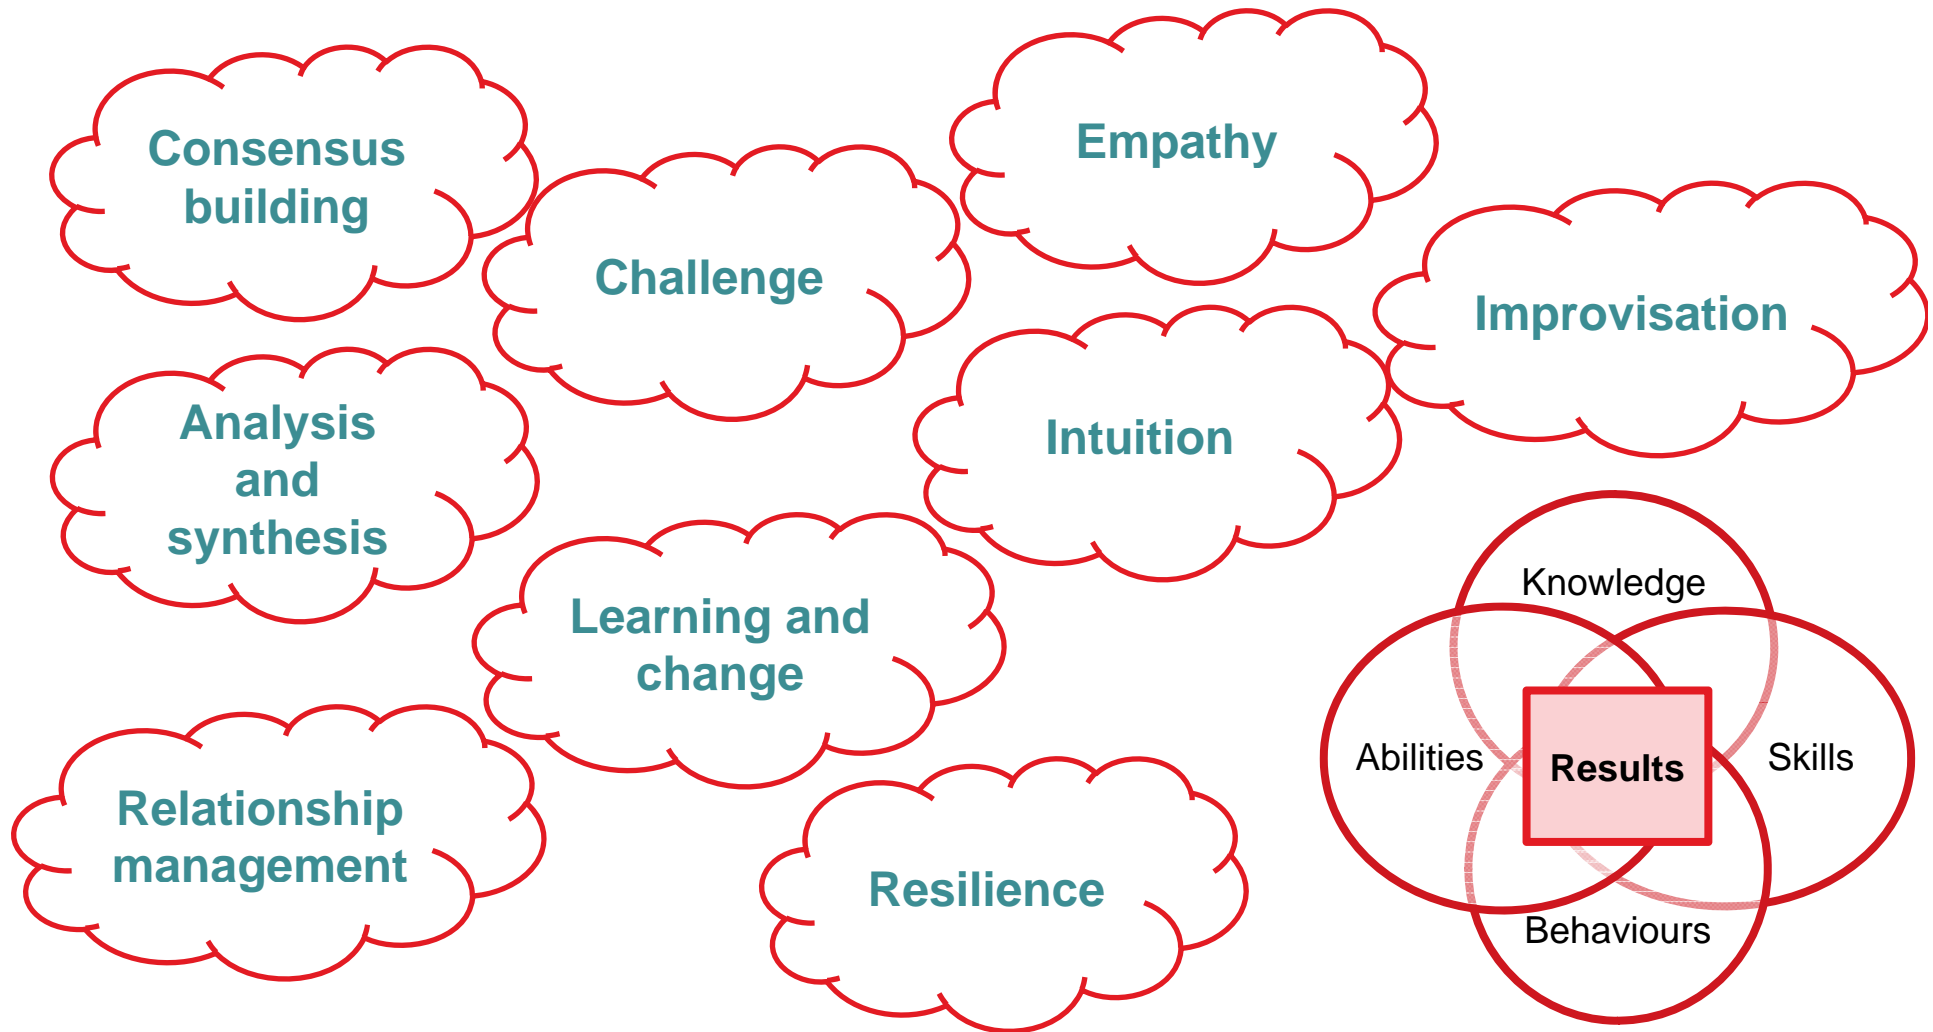 Consensus
building
Challenge
Empathy
Improvisation
Analysis
and
synthesis
Intuition
Learning and
change
Relationship
management
Resilience
Knowledge
Abilities
Results
Skills
Behaviours